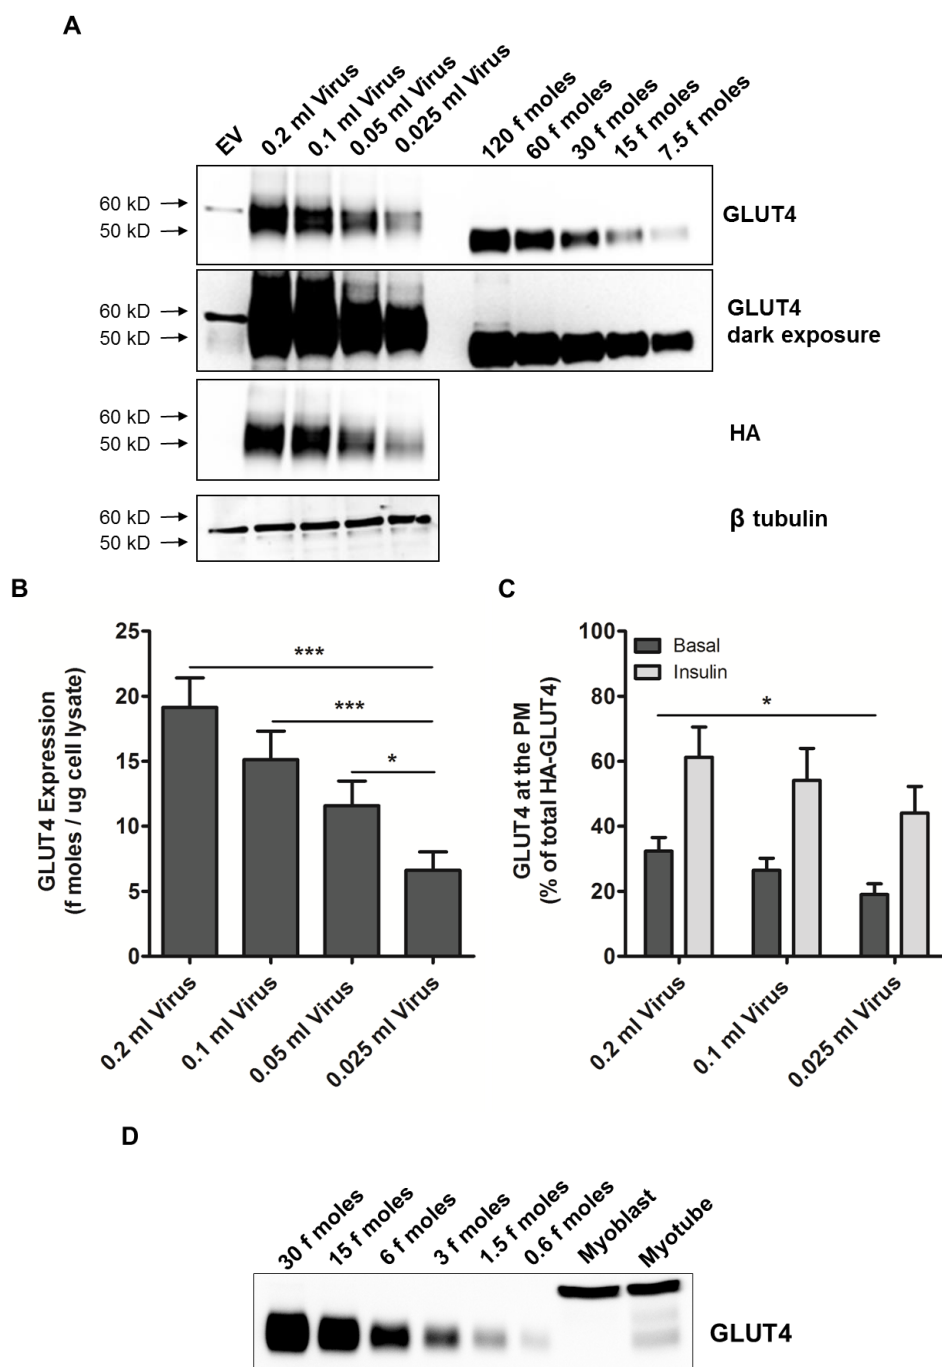 A
EV
0.2 ml Virus
0.1 ml Virus
0.05 ml Virus
0.025 ml Virus
120 f moles
60 f moles
30 f moles
15 f moles
7.5 f moles
60 kD
50 kD
GLUT4
60 kD
50 kD
GLUT4
dark exposure
60 kD
50 kD
HA
60 kD
50 kD
β tubulin
B
GLUT4 Expression
(f moles / ug cell lysate)
25
20
15
10
5
0
***
***
*
0.2 ml Virus
0.1 ml Virus
0.05 ml Virus
0.025 ml Virus
C
GLUT4 at the PM
(% of total HA-GLUT4)
100
80
60
40
20
0
Basal
Insulin
*
0.2 ml Virus
0.1 ml Virus
0.025 ml Virus
D
30 f moles
15 f moles
6 f moles
3 f moles
1.5 f moles
0.6 f moles
Myoblast
Myotube
GLUT4